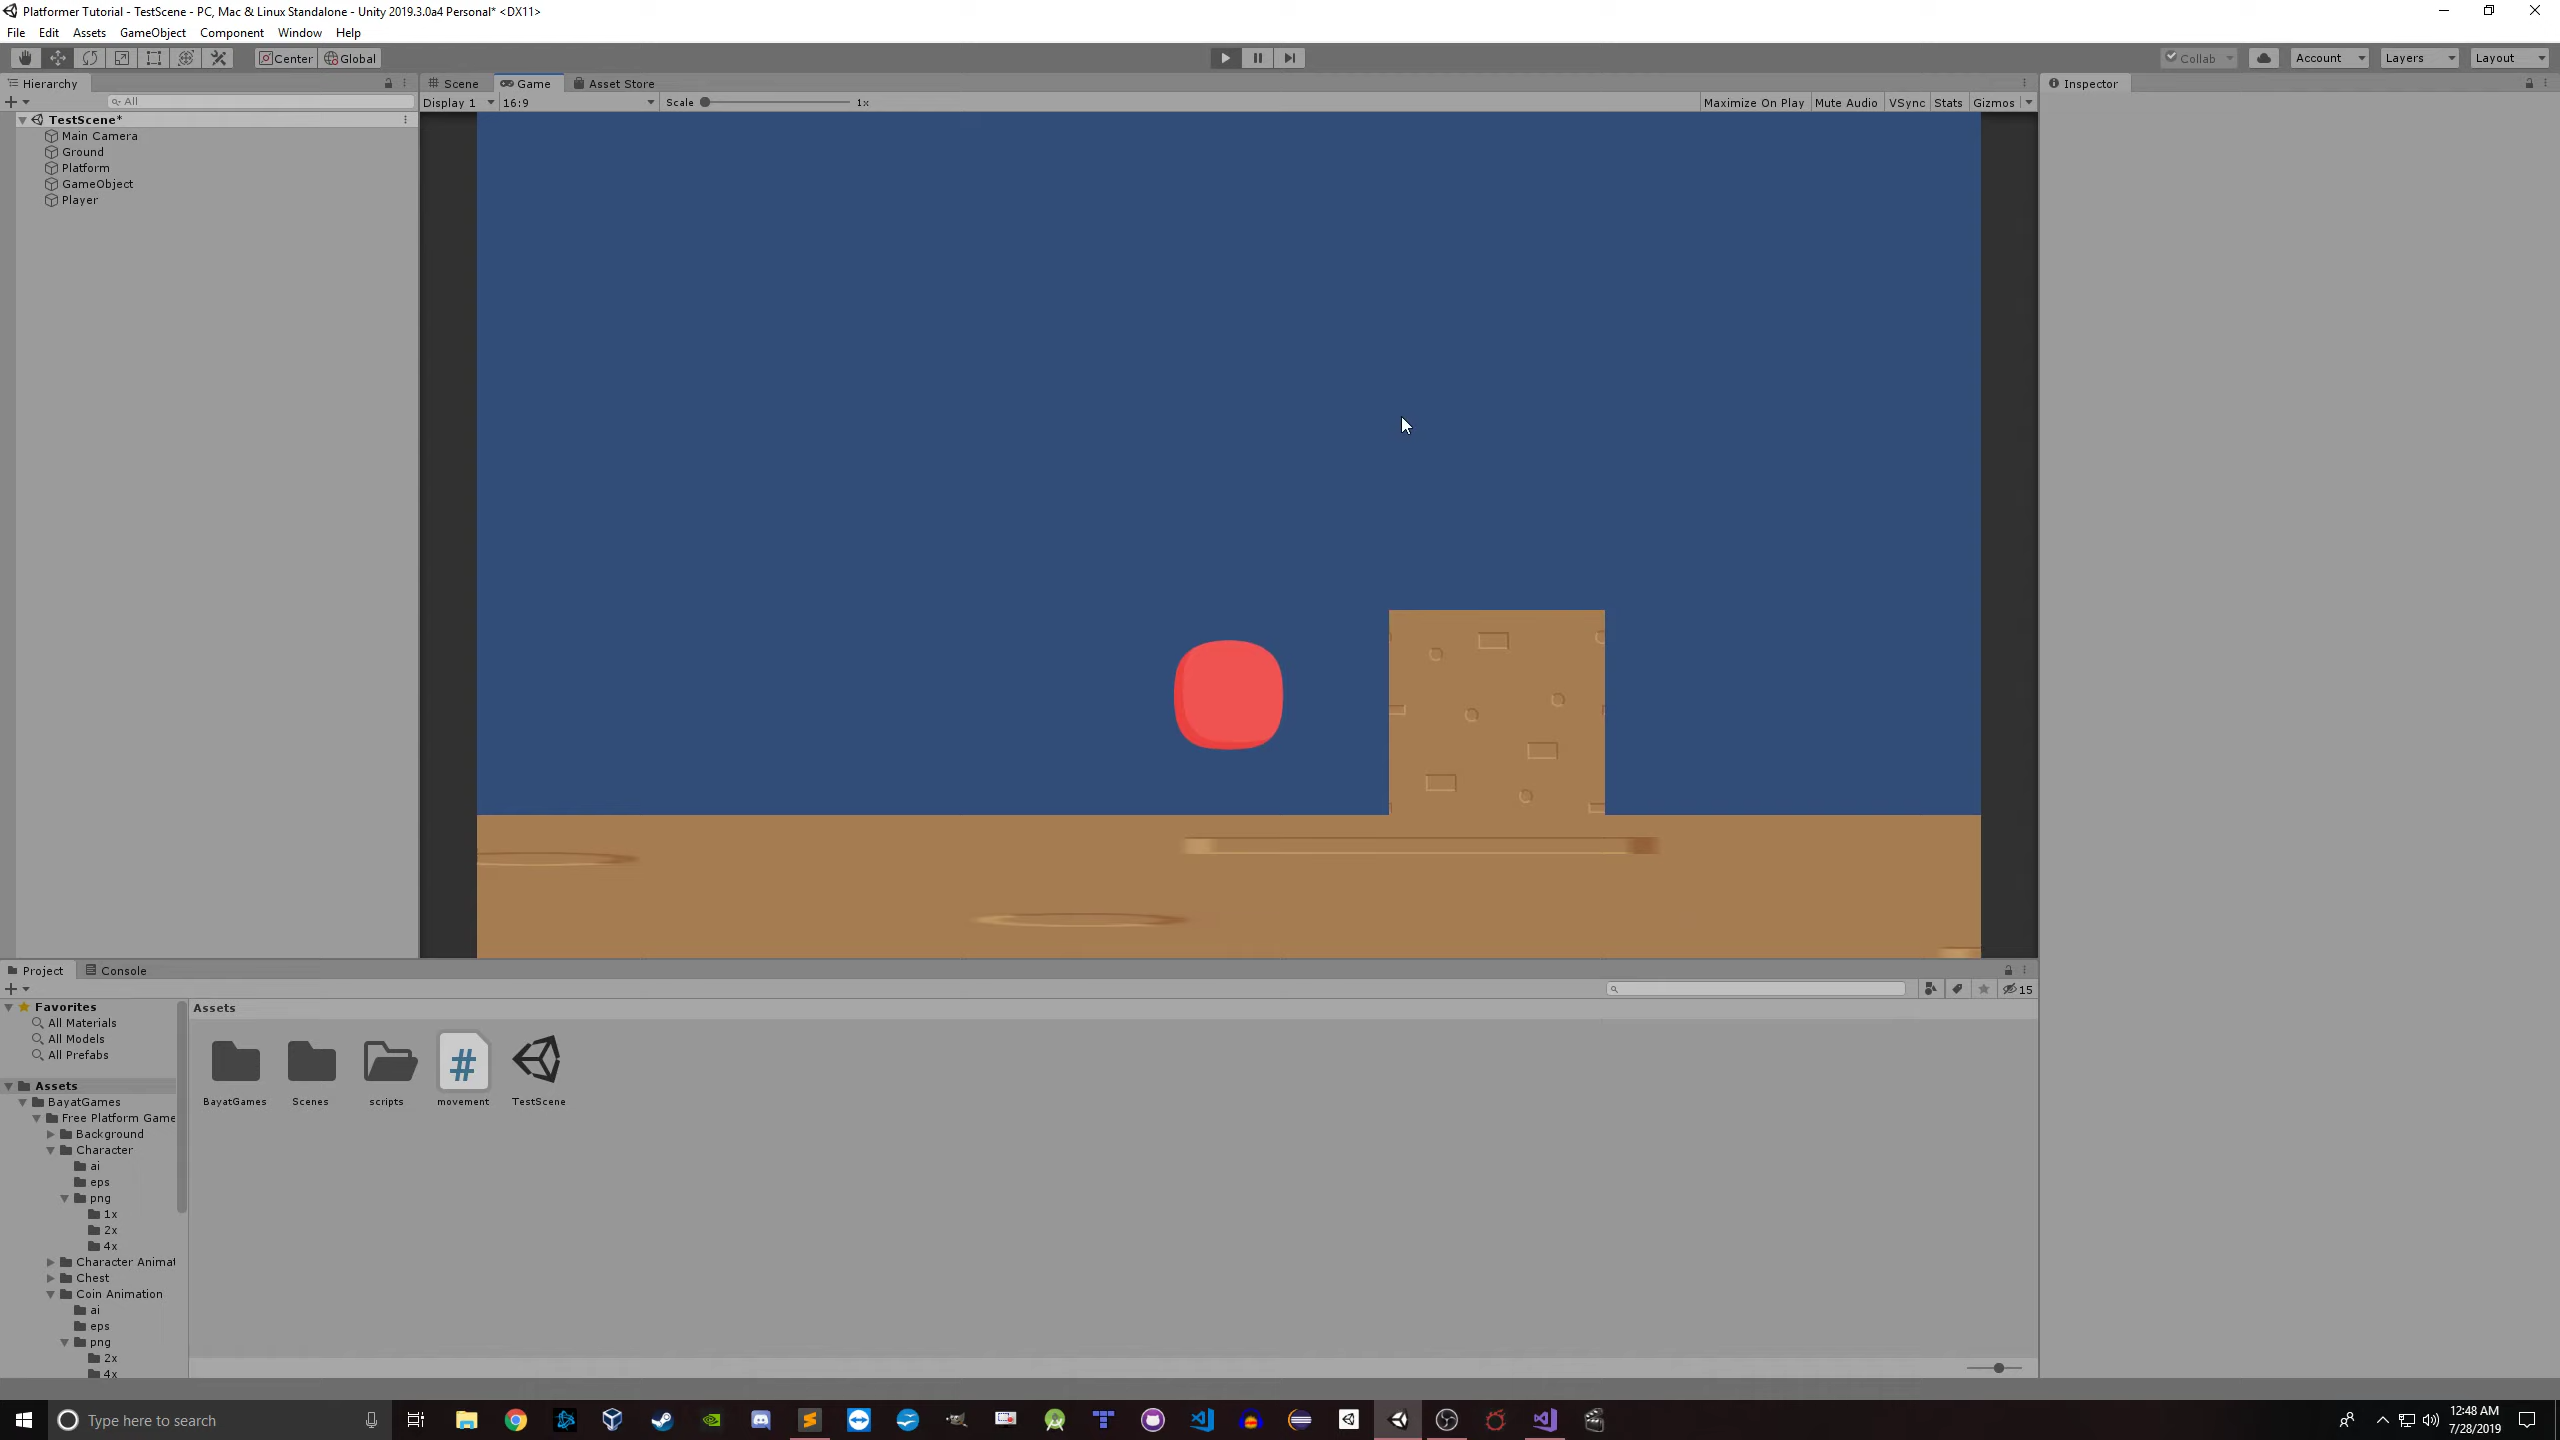 Platformer Tutorial - TestScene - PC, Mac & Linux Standalone - Unity 2019.3.0a4 Personal* <DX11>
File Edit Assets GameObject Component Window Help
Center Global Collab Account Layers Layout
Hierarchy
All
TestScene*
Main Camera
Ground
Platform
GameObject
Player
Scene Game Asset Store
Display 1 16:9 Scale 1x Maximize On Play Mute Audio VSync Stats Gizmos
Inspector
Project Console
15
Favorites
All Materials
All Models
All Prefabs
Assets
BayatGames
Free Platform Game
Background
Character
ai
eps
png
1x
2x
4x
Character Animat
Chest
Coin Animation
ai
eps
png
2x
4x
Assets
BayatGames Scenes scripts movement TestScene
Type here to search
12:48 AM
7/28/2019